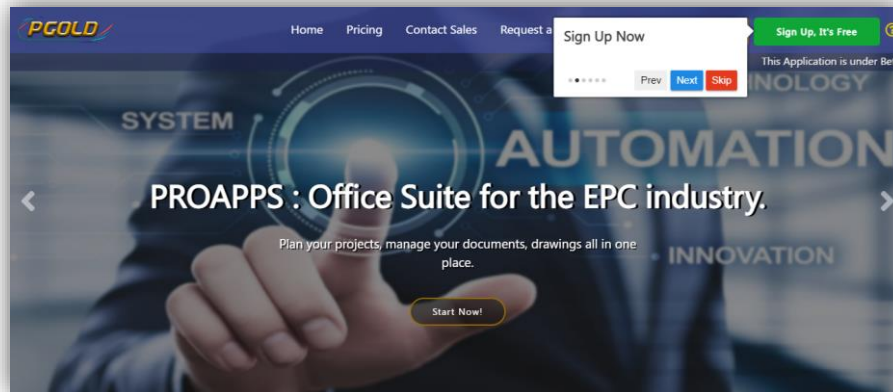 PGOLD
Home Pricing Contact Sales Request a
Sign Up Now
Prev Next Skip
Sign Up, It's Free
This Application is under Be
NOLOGY
SYSTEM
AUTOMATION
PROAPPS : Office Suite for the EPC industry.
Plan your projects, manage your documents, drawings all in one
place.
INNOVATION
Start Now!